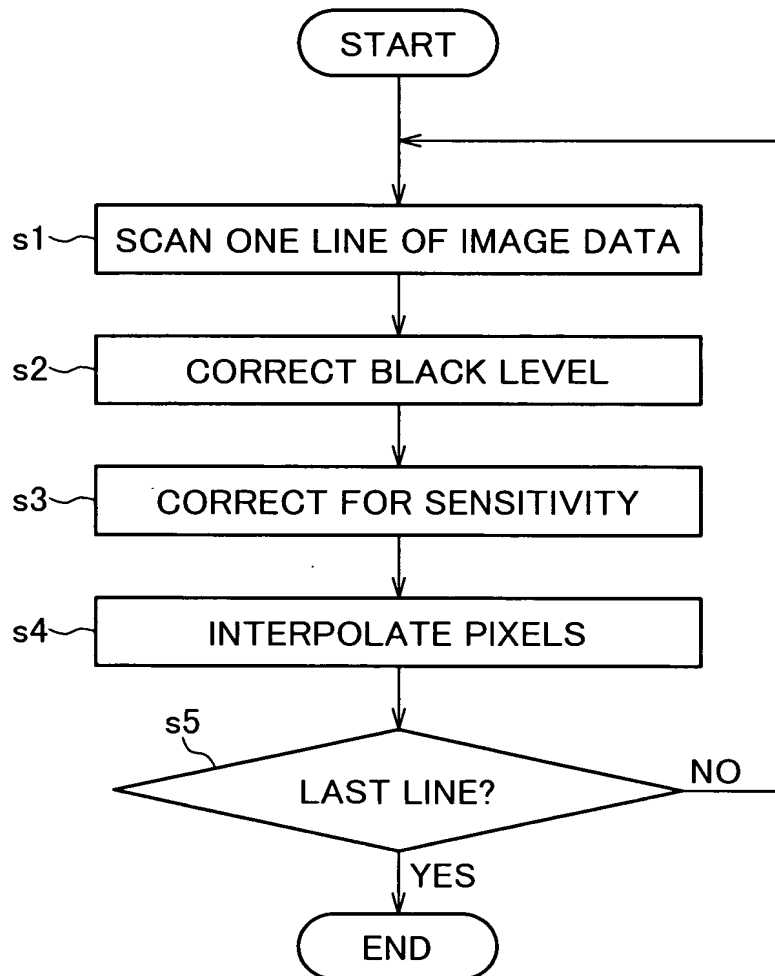 START
s1 SCAN ONE LINE OF IMAGE DATA
s2 CORRECT BLACK LEVEL
s3 CORRECT FOR SENSITIVITY
s4 INTERPOLATE PIXELS
s5
LAST LINE? NO
YES
END